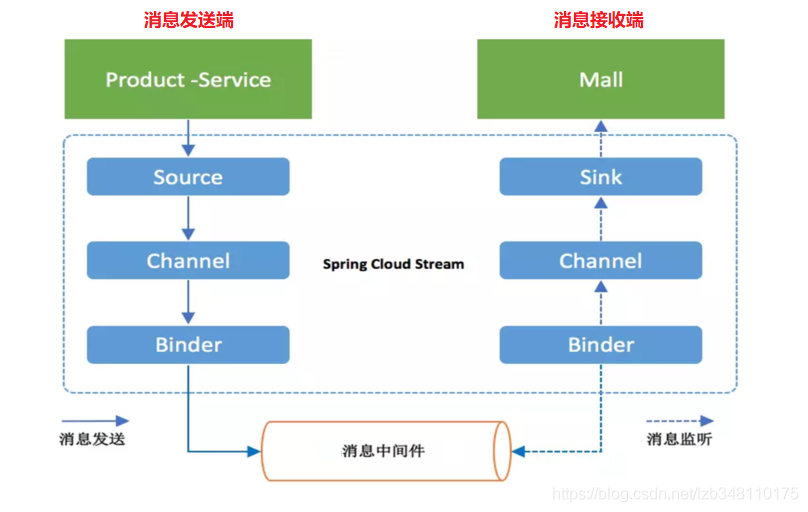 消息发送端
消息接收端
Product -Service
Mall
Source
Sink
Channel
Spring Cloud Stream
Channel
Binder
Binder
消息发送
消息中间件
消息监听
https://blog.csdn.net/lzb348110175